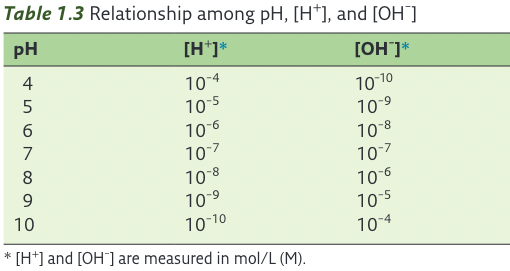 Table 1.3 Relationship among pH, [H⁺], and [OH⁻]
pH [H⁺]* [OH⁻]*
4 10⁻⁴ 10⁻¹⁰
5 10⁻⁵ 10⁻⁹
6 10⁻⁶ 10⁻⁸
7 10⁻⁷ 10⁻⁷
8 10⁻⁸ 10⁻⁶
9 10⁻⁹ 10⁻⁵
10 10⁻¹⁰ 10⁻⁴
* [H⁺] and [OH⁻] are measured in mol/L (M).